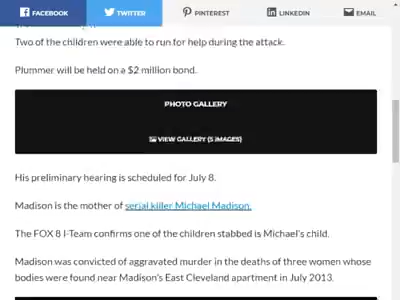 FACEBOOK
TWITTER
PINTEREST
LINKEDIN
EMAIL
Two of the children were able to run for help during the attack.
Plummer will be held on a $2 million bond.
PHOTO GALLERY
VIEW GALLERY (5 IMAGES)
His preliminary hearing is scheduled for July 8.
Madison is the mother of serial killer Michael Madison.
The FOX 8 I-Team confirms one of the children stabbed is Michael's child.
Madison was convicted of aggravated murder in the deaths of three women whose
bodies were found near Madison's East Cleveland apartment in July 2013.